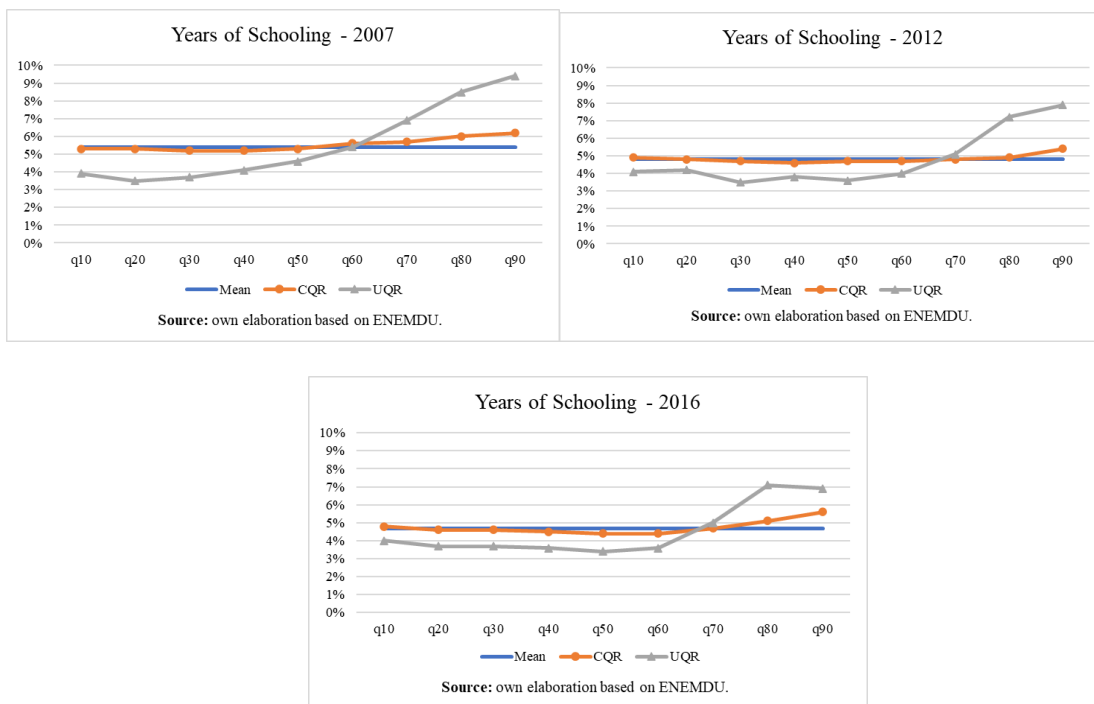 Years of Schooling - 2007
10%
9%
8%
7%
6%
5%
4%
3%
2%
1%
0%
q10 q20 q30 q40 q50 q60 q70 q80 q90
Mean CQR UQR
Source: own elaboration based on ENEMDU.
Years of Schooling - 2012
10%
9%
8%
7%
6%
5%
4%
3%
2%
1%
0%
q10 q20 q30 q40 q50 q60 q70 q80 q90
Mean CQR UQR
Source: own elaboration based on ENEMDU.
Years of Schooling - 2016
10%
9%
8%
7%
6%
5%
4%
3%
2%
1%
0%
q10 q20 q30 q40 q50 q60 q70 q80 q90
Mean CQR UQR
Source: own elaboration based on ENEMDU.